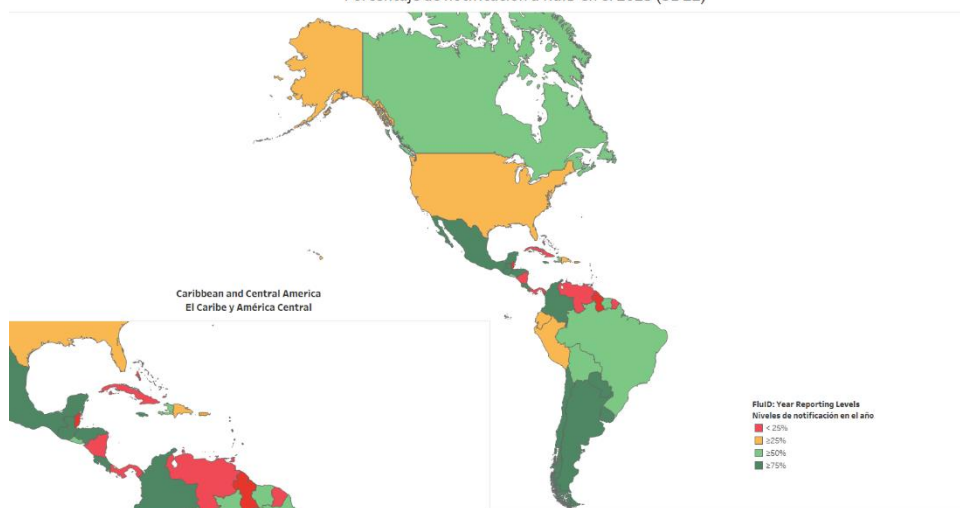 Caribbean and Central America
El Caribe y América Central
FluID: Year Reporting Levels
Niveles de notificación en el año
< 25%
≥25%
≥50%
≥75%